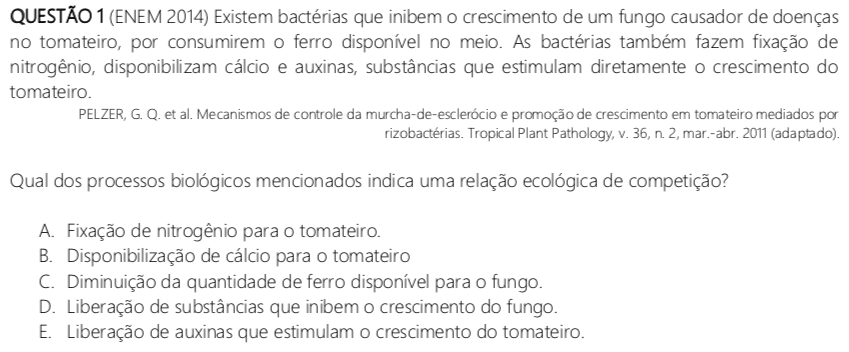 QUESTÃO 1 (ENEM 2014) Existem bactérias que inibem o crescimento de um fungo causador de doenças
no tomateiro, por consumirem o ferro disponível no meio. As bactérias também fazem fixação de
nitrogênio, disponibilizam cálcio e auxinas, substâncias que estimulam diretamente o crescimento do
tomateiro.
PELZER, G. Q. et al. Mecanismos de controle da murcha-de-esclerócio e promoção de crescimento em tomateiro mediados por
rizobactérias. Tropical Plant Pathology, v. 36, n. 2, mar.-abr. 2011 (adaptado).
Qual dos processos biológicos mencionados indica uma relação ecológica de competição?
A. Fixação de nitrogênio para o tomateiro.
B. Disponibilização de cálcio para o tomateiro
C. Diminuição da quantidade de ferro disponível para o fungo.
D. Liberação de substâncias que inibem o crescimento do fungo.
E. Liberação de auxinas que estimulam o crescimento do tomateiro.